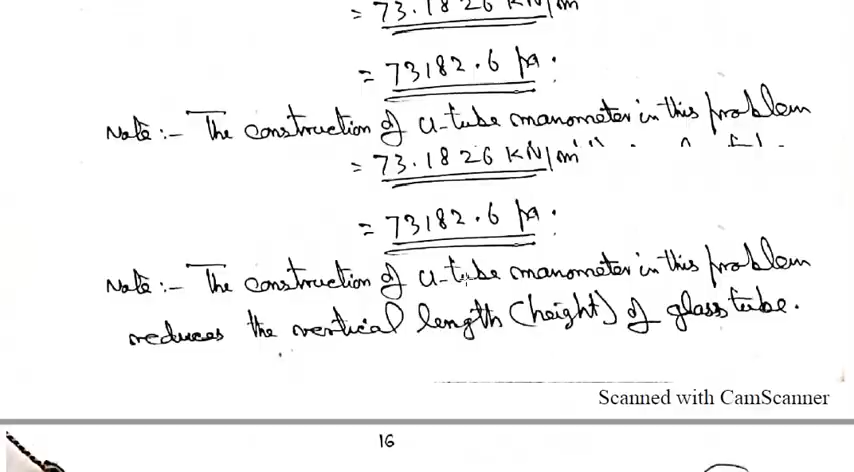 = 73.1826 KN/m
= 73182.6 pa.
Note :- The construction of U-tube manometer in this problem
= 73.1826 KN/m
= 73182.6 pa.
Note :- The construction of U-tube manometer in this problem
reduces the vertical length (height) of glass tube.
Scanned with CamScanner
16